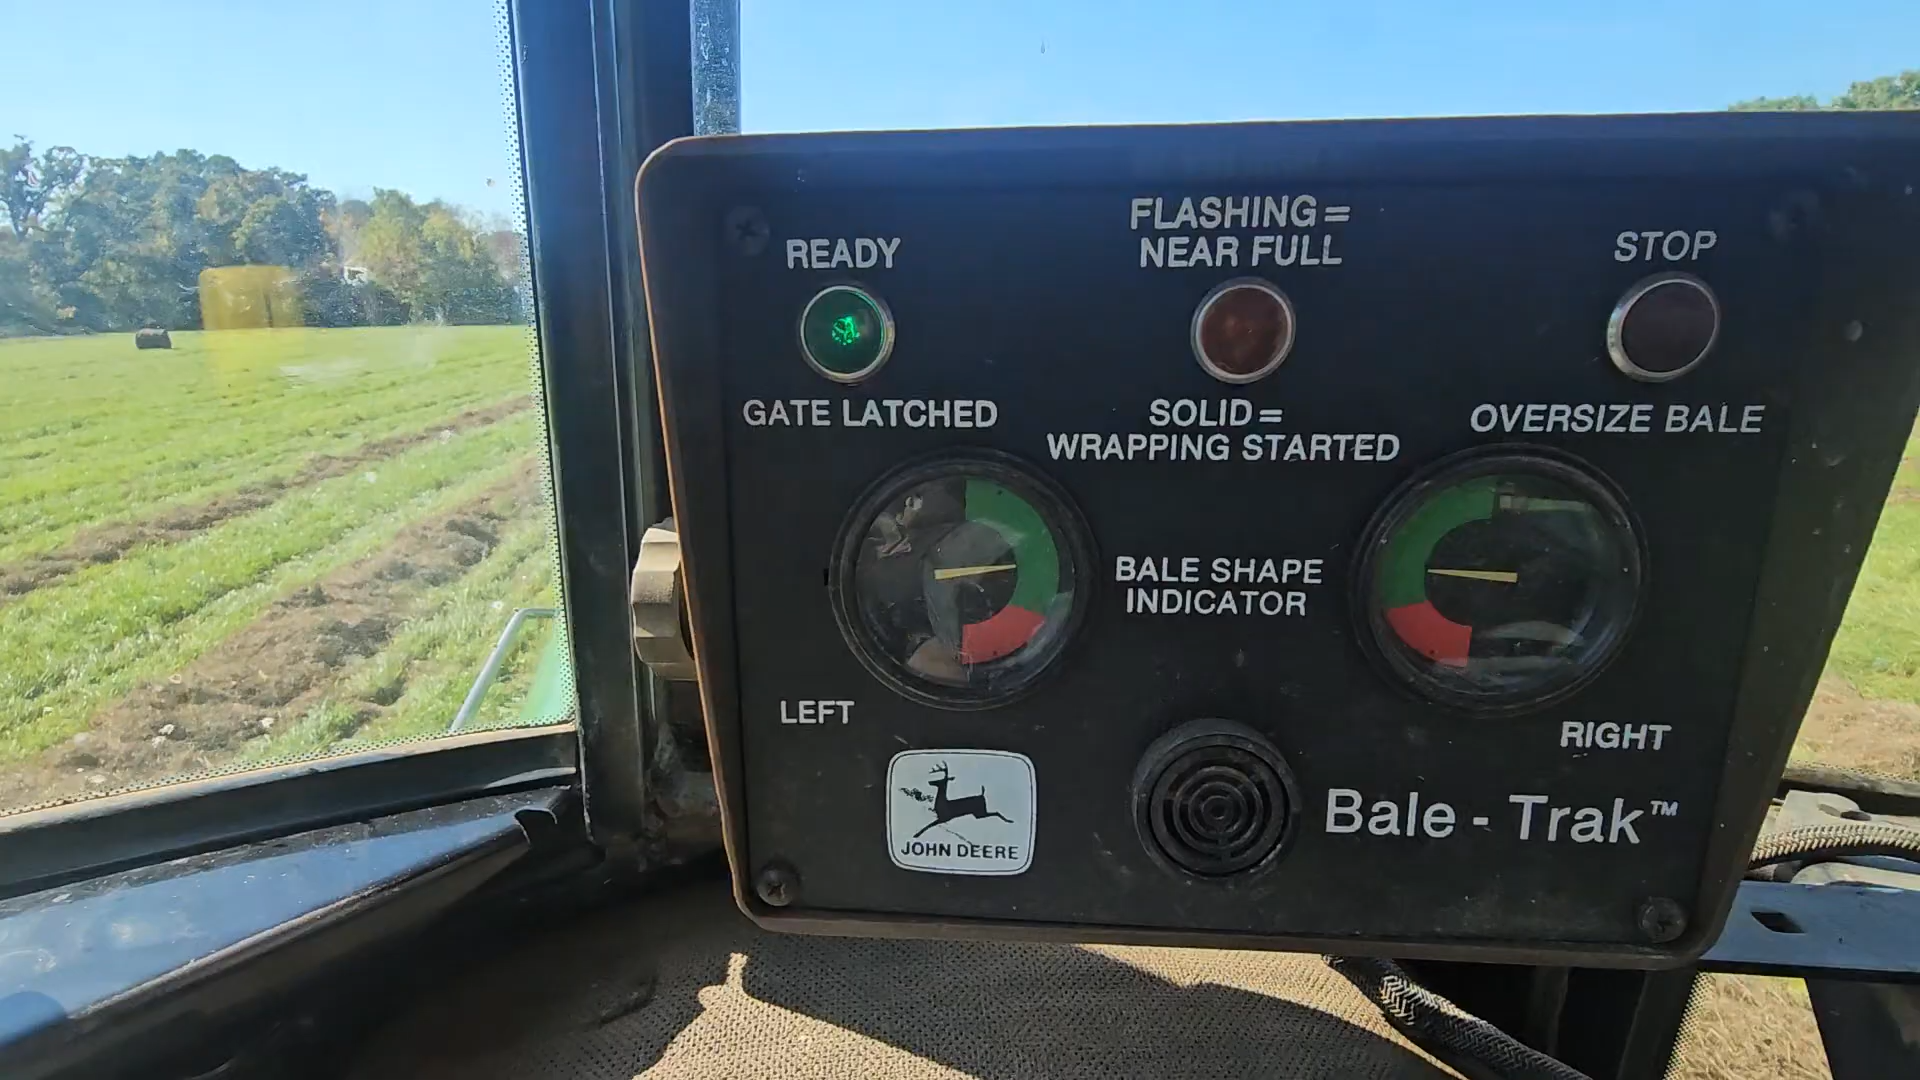 READY
FLASHING =
NEAR FULL
STOP
GATE LATCHED
SOLID =
WRAPPING STARTED
OVERSIZE BALE
BALE SHAPE
INDICATOR
LEFT
RIGHT
JOHN DEERE
Bale - Trak™